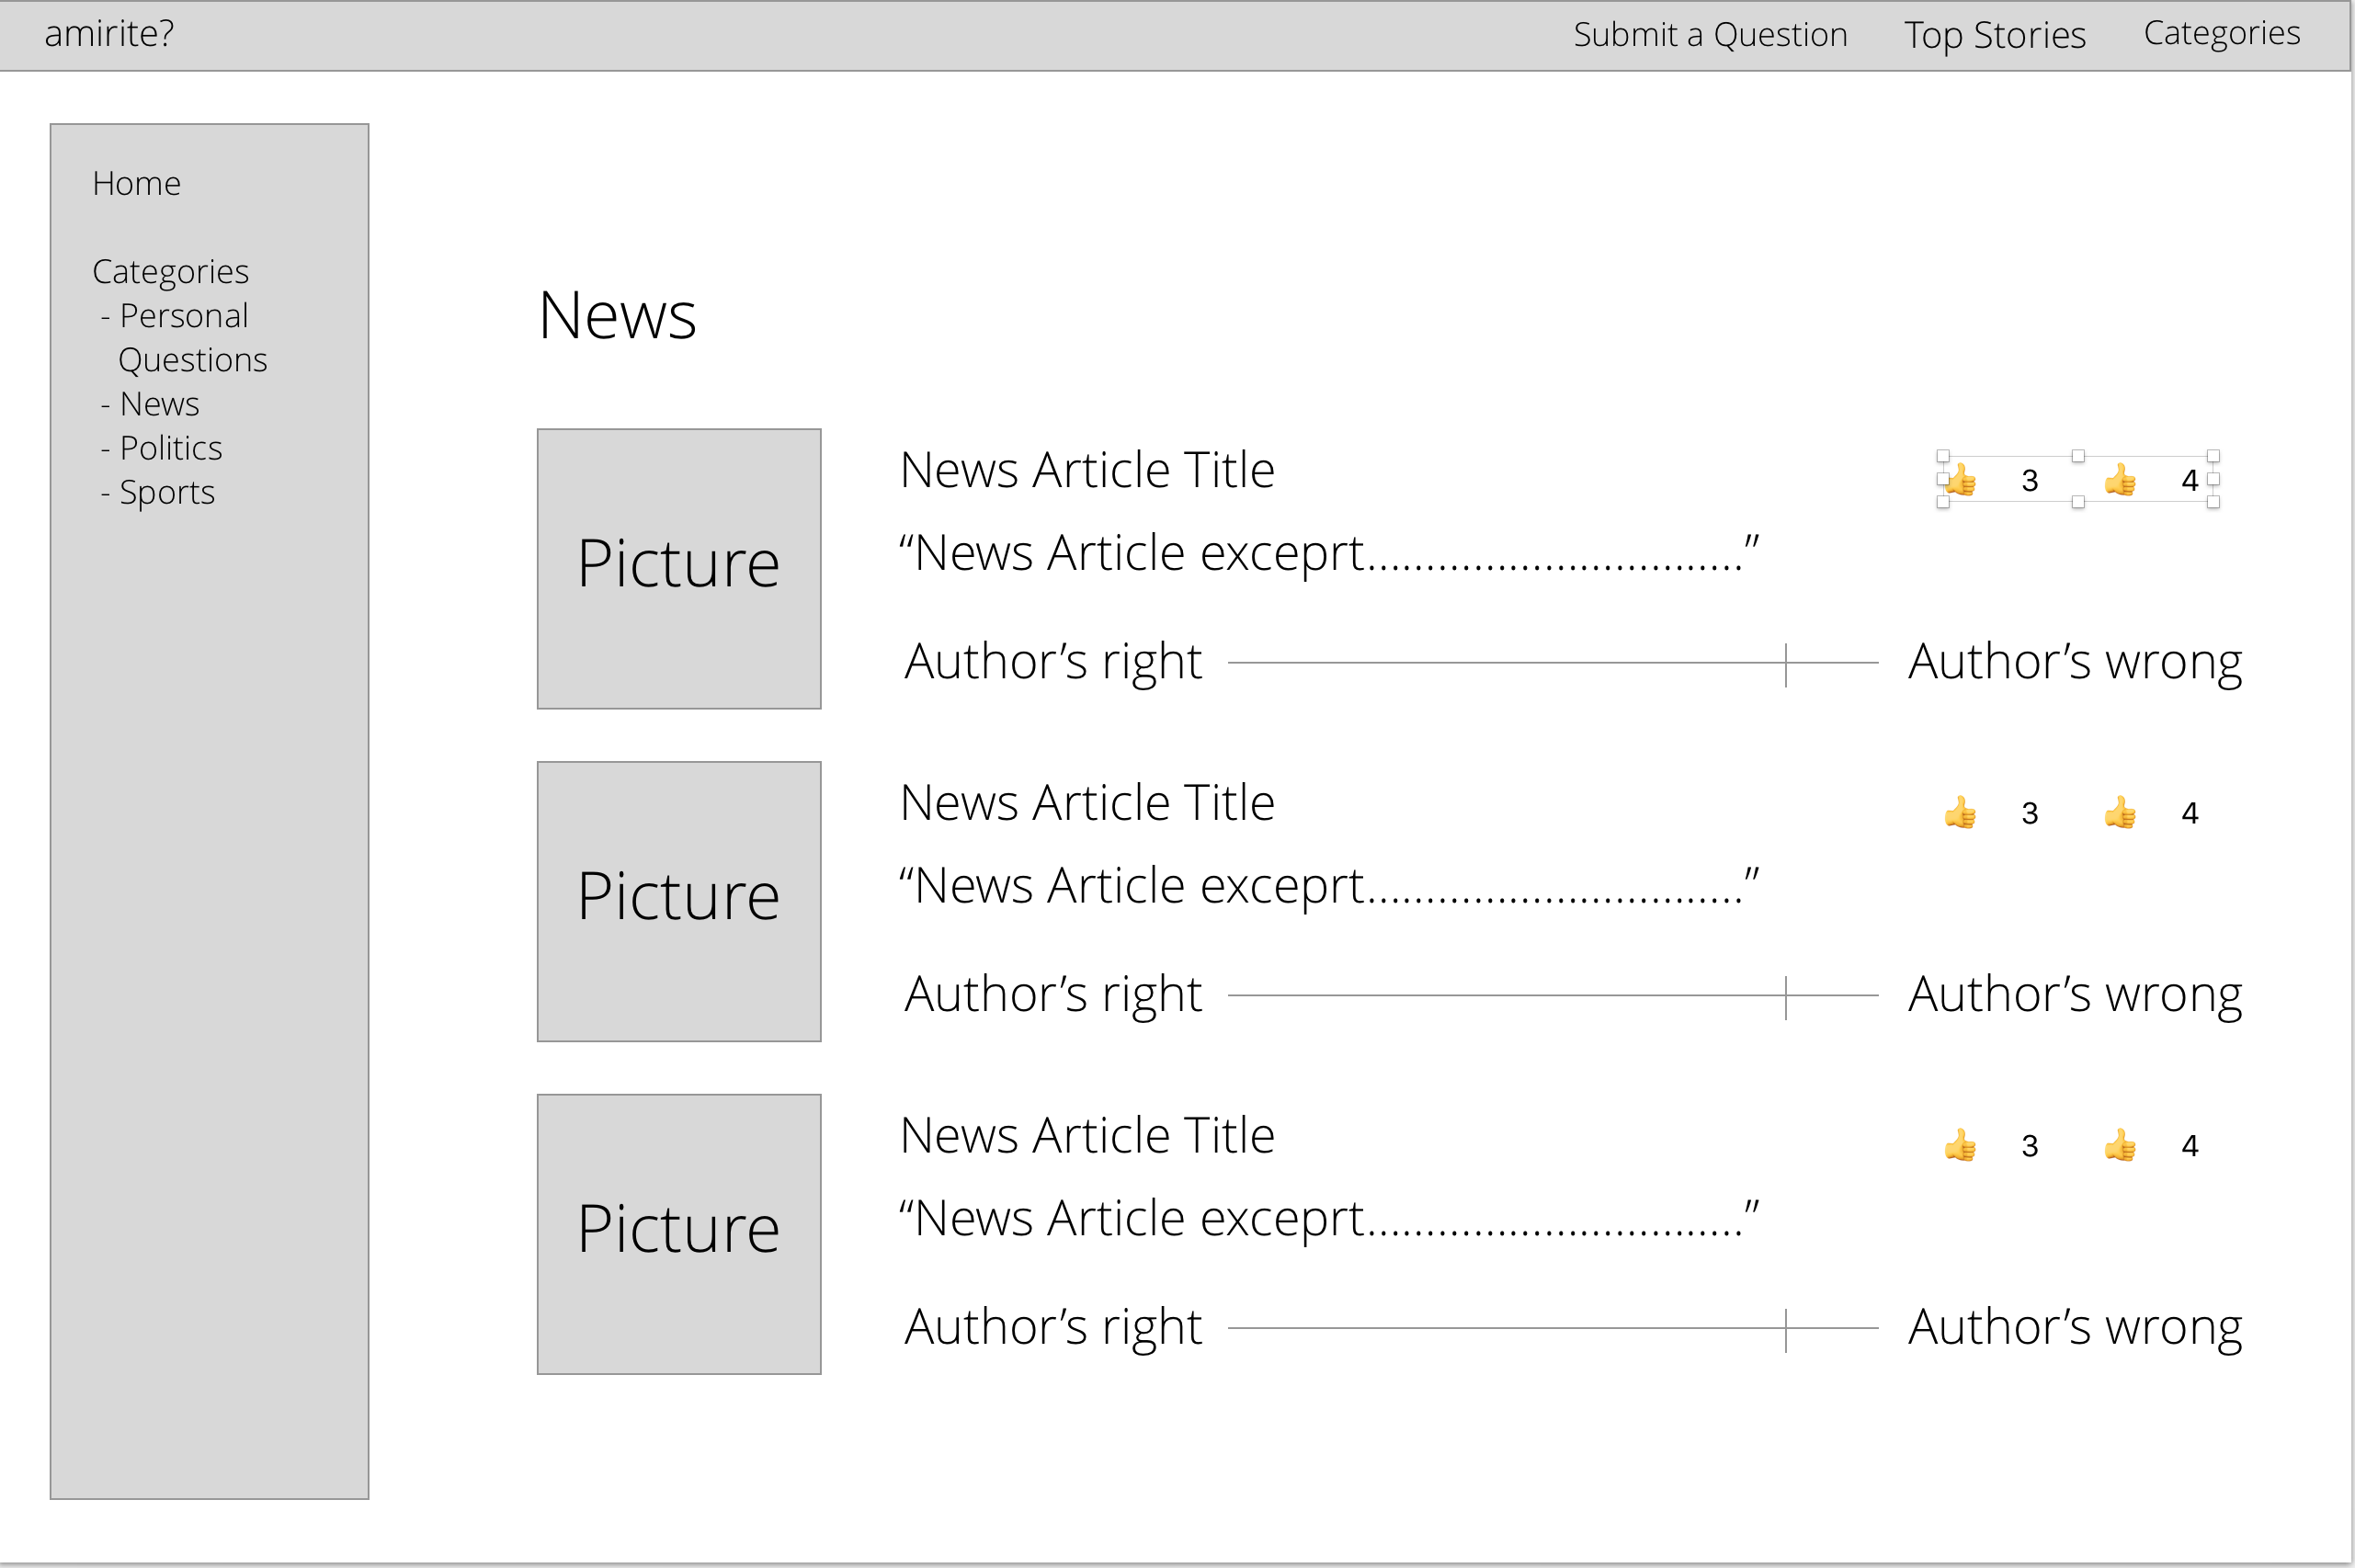 amirite?
Submit a Question
Top Stories
Categories
Home
Categories
- Personal
Questions
- News
- Politics
- Sports
News
Picture
News Article Title
👍 3 👍 4
“News Article exceprt................................”
Author’s right
Author’s wrong
Picture
News Article Title
👍 3 👍 4
“News Article exceprt................................”
Author’s right
Author’s wrong
Picture
News Article Title
👍 3 👍 4
“News Article exceprt................................”
Author’s right
Author’s wrong